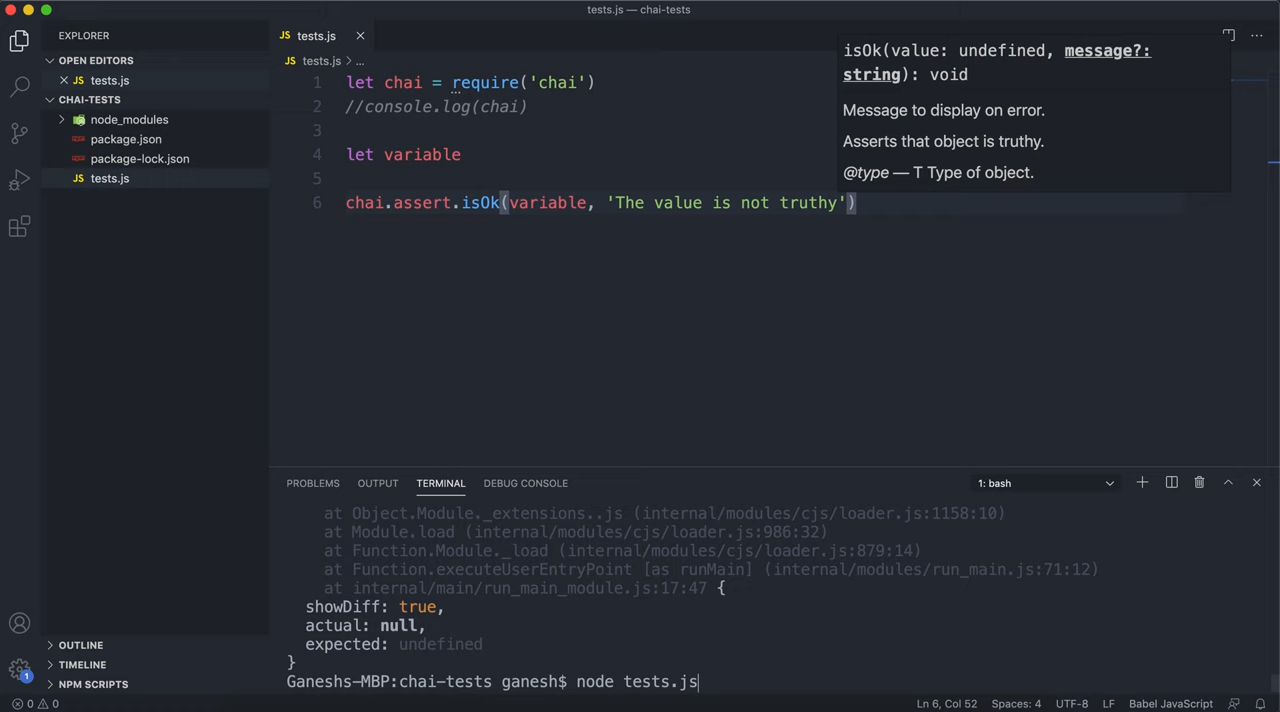 tests.js — chai-tests
EXPLORER
OPEN EDITORS
JS tests.js
CHAI-TESTS
node_modules
package.json
package-lock.json
JS tests.js
OUTLINE
TIMELINE
NPM SCRIPTS
JS tests.js
JS tests.js > ...
1 let chai = require('chai')
2 //console.log(chai)
3
4 let variable
5
6 chai.assert.isOk(variable, 'The value is not truthy')
isOk(value: undefined, message?:
string): void
Message to display on error.
Asserts that object is truthy.
@type — T Type of object.
PROBLEMS OUTPUT TERMINAL DEBUG CONSOLE 1: bash
at Object.Module._extensions..js (internal/modules/cjs/loader.js:1158:10)
at Module.load (internal/modules/cjs/loader.js:986:32)
at Function.Module._load (internal/modules/cjs/loader.js:879:14)
at Function.executeUserEntryPoint [as runMain] (internal/modules/run_main.js:71:12)
at internal/main/run_main_module.js:17:47 {
showDiff: true,
actual: null,
expected: undefined
}
Ganeshs-MBP:chai-tests ganesh$ node tests.js
1
0 0 Ln 6, Col 52 Spaces: 4 UTF-8 LF Babel JavaScript